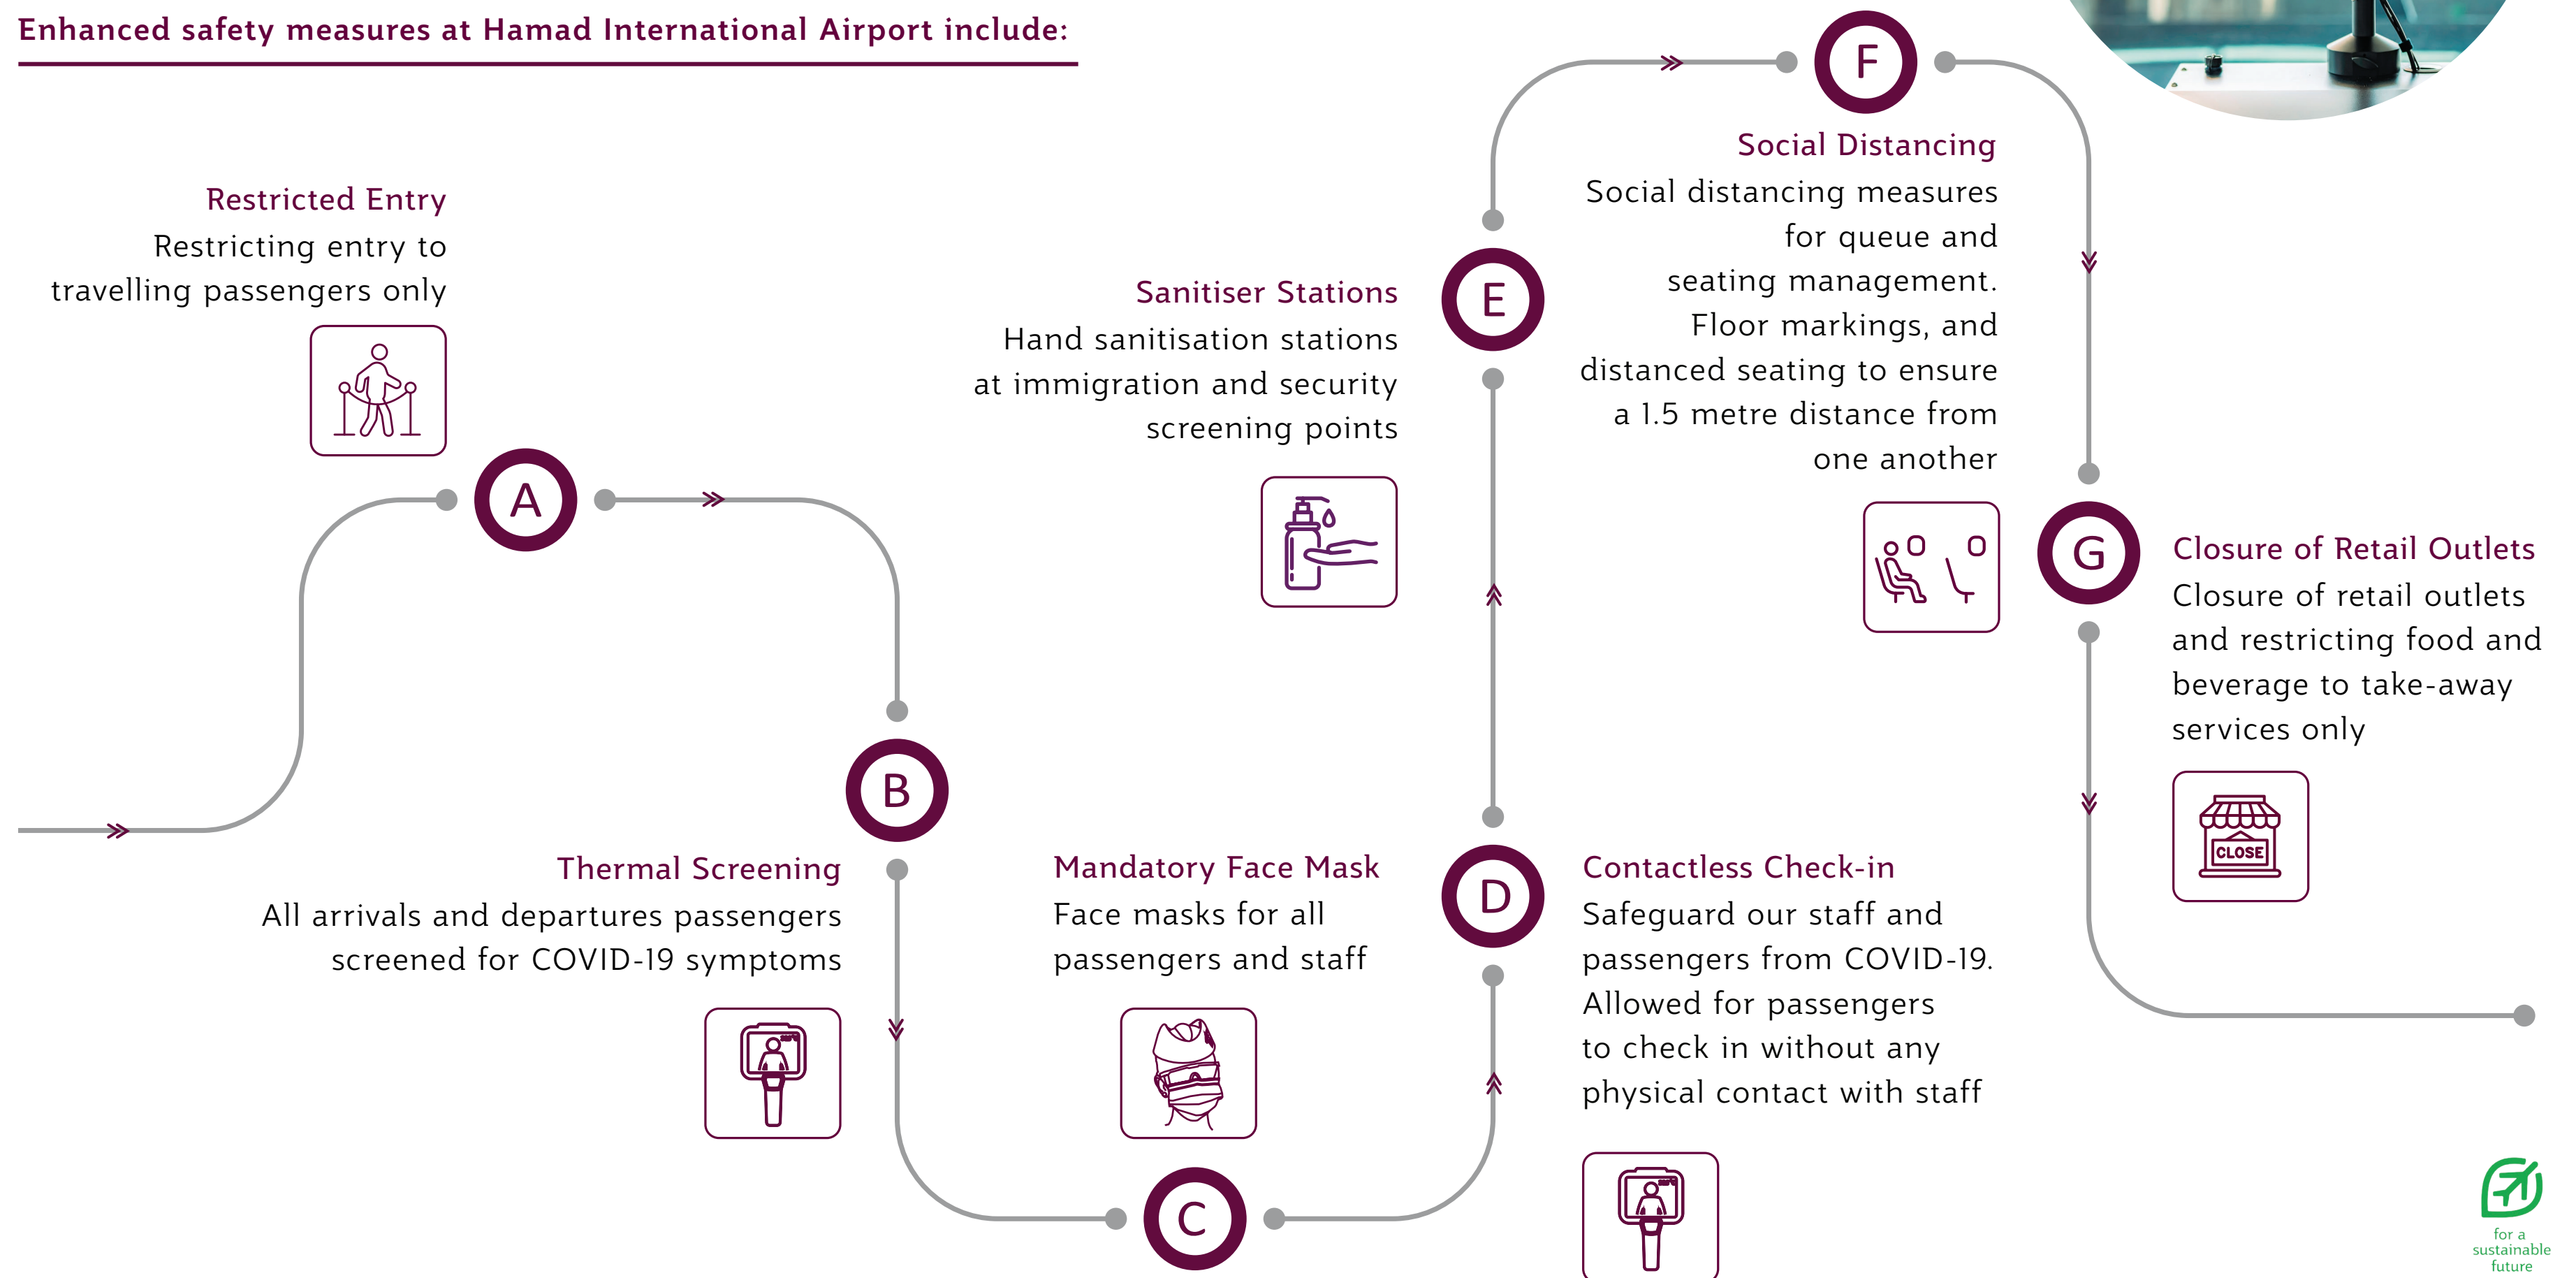 Enhanced safety measures at Hamad International Airport include:
A
Restricted Entry
Restricting entry to
travelling passengers only
B
Thermal Screening
All arrivals and departures passengers
screened for COVID-19 symptoms
C
Mandatory Face Mask
Face masks for all
passengers and staff
D
Contactless Check-in
Safeguard our staff and
passengers from COVID-19.
Allowed for passengers
to check in without any
physical contact with staff
E
Sanitiser Stations
Hand sanitisation stations
at immigration and security
screening points
F
Social Distancing
Social distancing measures
for queue and
seating management.
Floor markings, and
distanced seating to ensure
a 1.5 metre distance from
one another
G
Closure of Retail Outlets
Closure of retail outlets
and restricting food and
beverage to take-away
services only
CLOSE
for a
sustainable
future